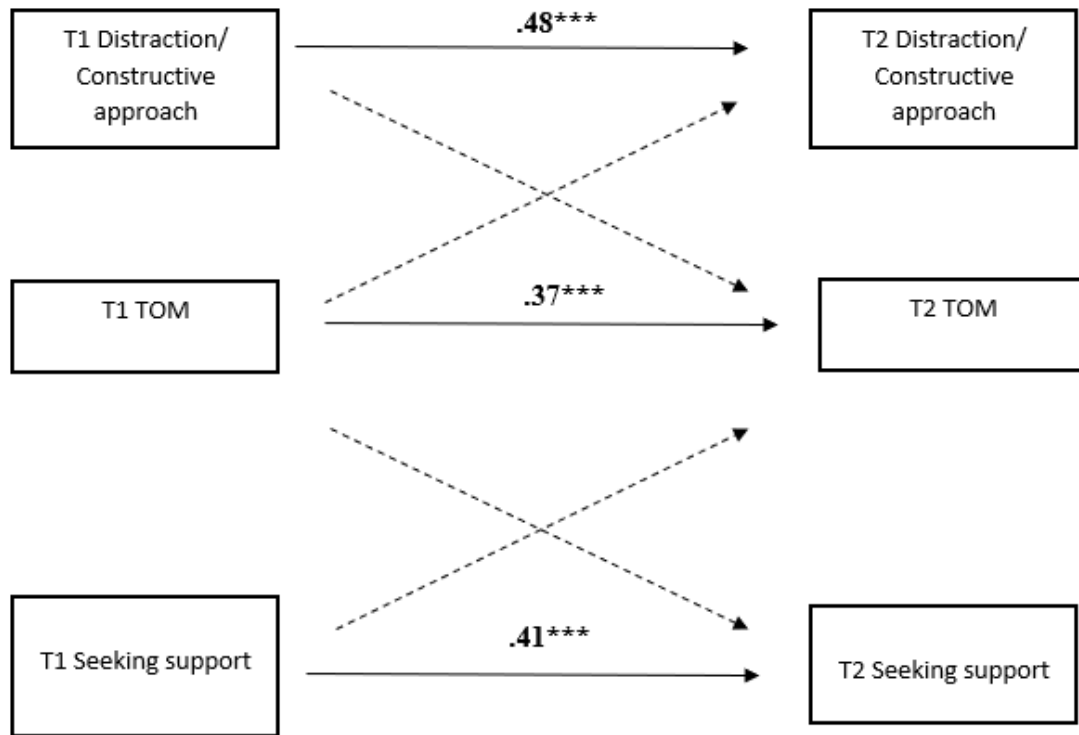 T1 Distraction/
Constructive
approach
.48***
T2 Distraction/
Constructive
approach
T1 TOM
.37***
T2 TOM
T1 Seeking support
.41***
T2 Seeking support